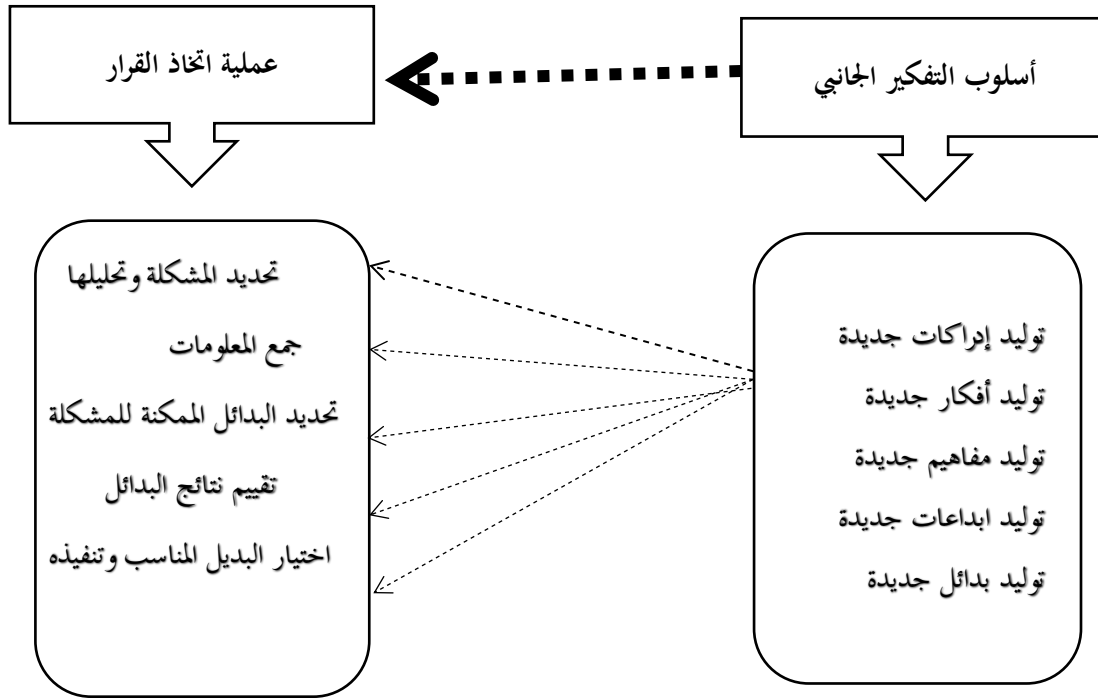 أسلوب التفكير الجانبي
عملية اتخاذ القرار
توليد إدراكات جديدة
توليد أفكار جديدة
توليد مفاهيم جديدة
توليد ابداعات جديدة
توليد بدائل جديدة
تحديد المشكلة وتحليلها
جمع المعلومات
تحديد البدائل الممكنة للمشكلة
تقييم نتائج البدائل
اختيار البديل المناسب وتنفيذه